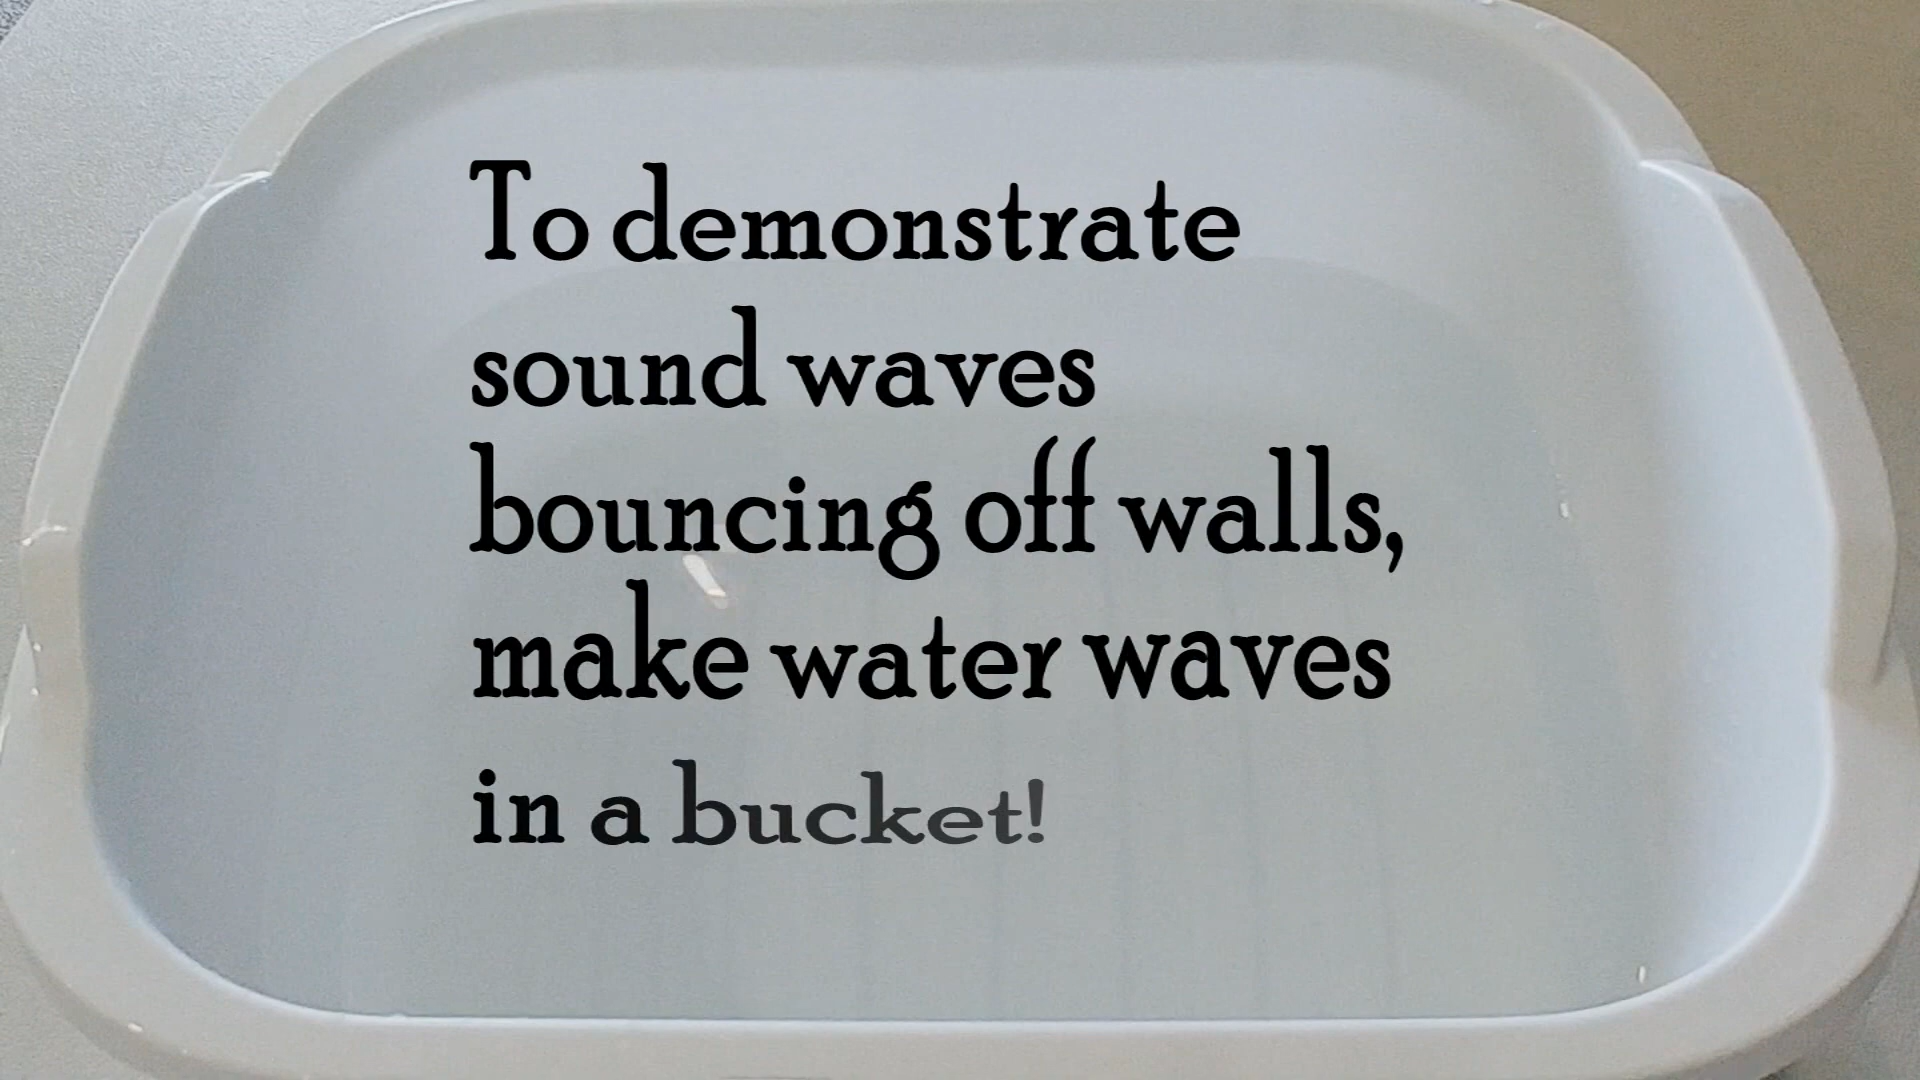 To demonstrate
sound waves
bouncing off walls,
make water waves
in a bucket!